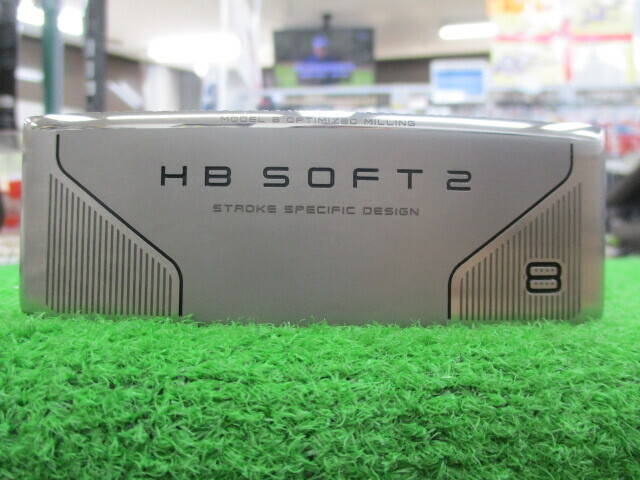 MODEL 8 OPTIMIZED MILLING
HB SOFT 2
STROKE SPECIFIC DESIGN
8